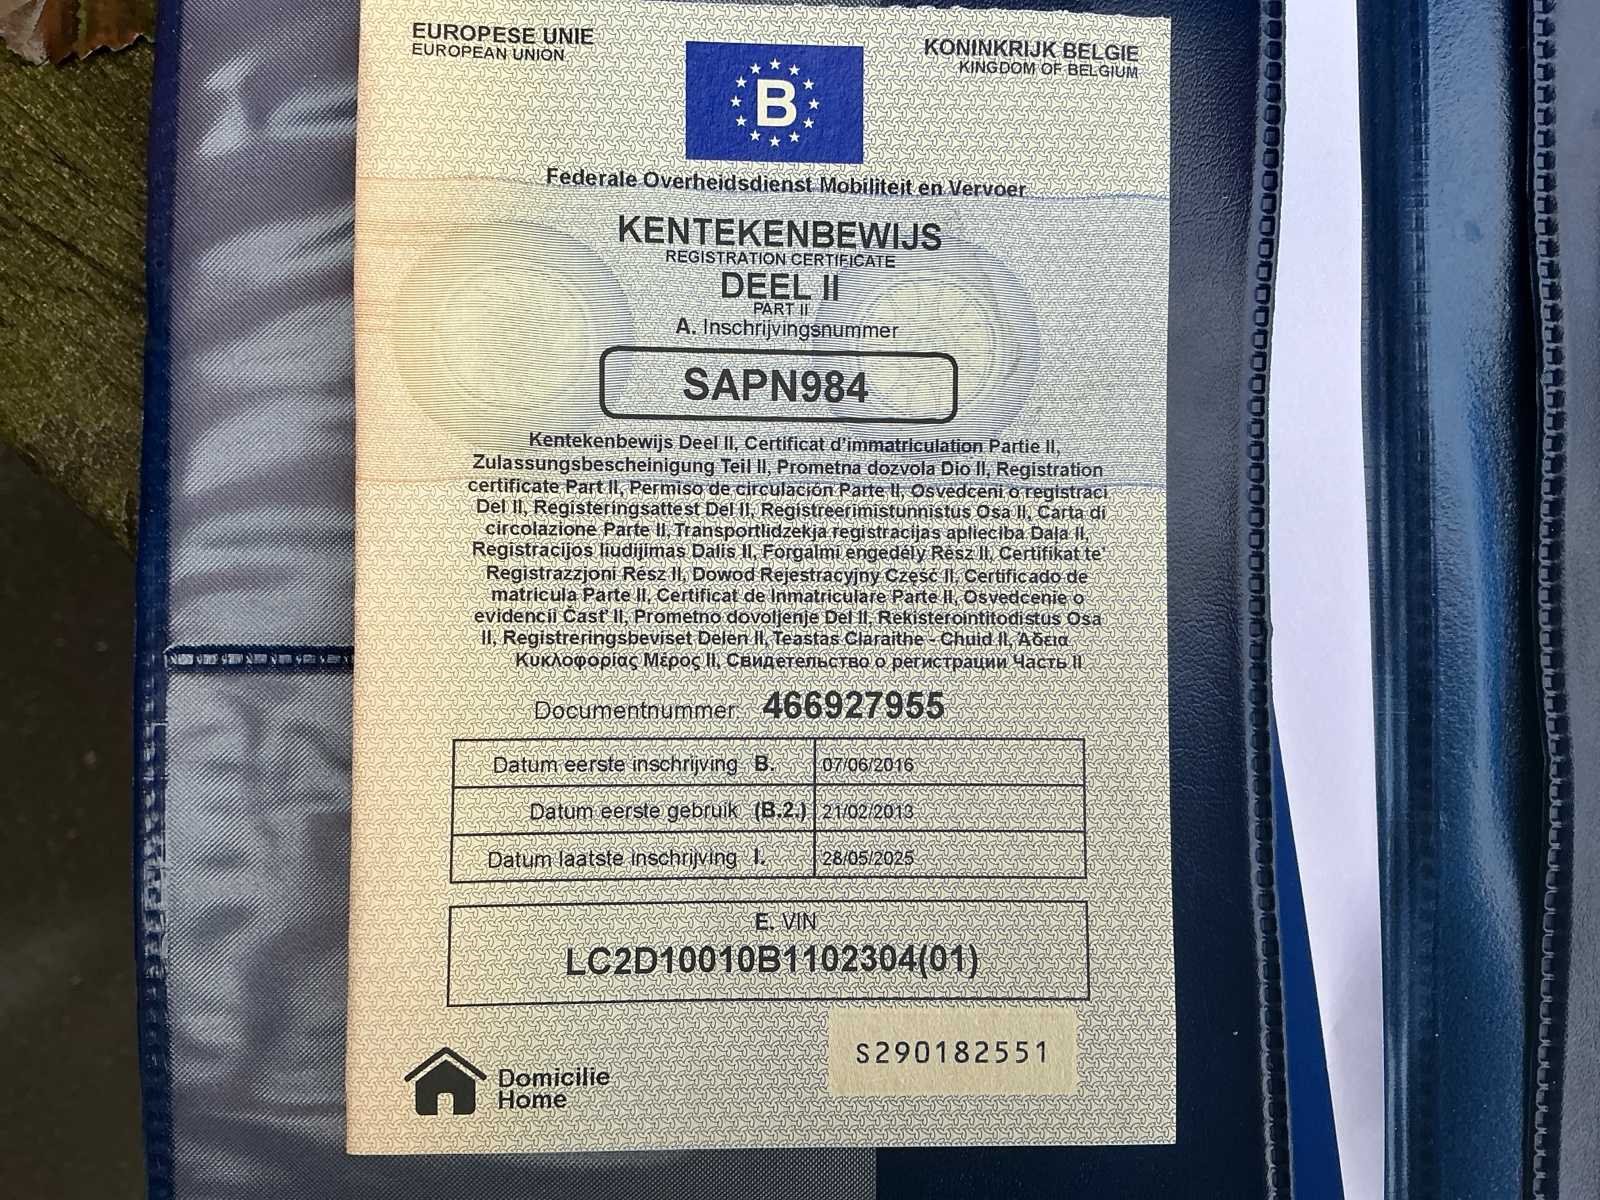 EUROPESE UNIE
EUROPEAN UNION
KONINKRIJK BELGIE
KINGDOM OF BELGIUM
B
Federale Overheidsdienst Mobiliteit en Vervoer
KENTEKENBEWIJS
REGISTRATION CERTIFICATE
DEEL II
PART II
A. Inschrijvingsnummer
SAPN984
Kentekenbewijs Deel II, Certificat d'immatriculation Partie II,
Zulassungsbescheinigung Teil II, Prometna dozvola Dio II, Registration
certificate Part II, Permiso de circulación Parte II, Osvedceni o registraci
Del II, Registeringsattest Del II, Registreerimistunnistus Osa II, Carta di
circolazione Parte II, Transportlidzekja registracijas aplieciba Daļa II,
Registracijos liudijimas Dalis II, Forgalmi engedély Rész II, Certifikat te'
Registrazzjoni Rész II, Dowod Rejestracyjny Część II, Certificado de
matricula Parte II, Certificat de Inmatriculare Parte II, Osvedcenie o
evidencii Časť II, Prometno dovoljenje Del II, Rekisterointitodistus Osa
II, Registreringsbeviset Delen II, Teastas Claraithe - Chuid II, Άδεια
Κυκλοφορίας Μέρος II, Свидетельство о регистрации Часть II
Documentnummer 466927955
Datum eerste inschrijving B. 07/06/2016
Datum eerste gebruik (B.2.) 21/02/2013
Datum laatste inschrijving I. 28/05/2025
E. VIN
LC2D10010B1102304(01)
S290182551
Domicilie
Home